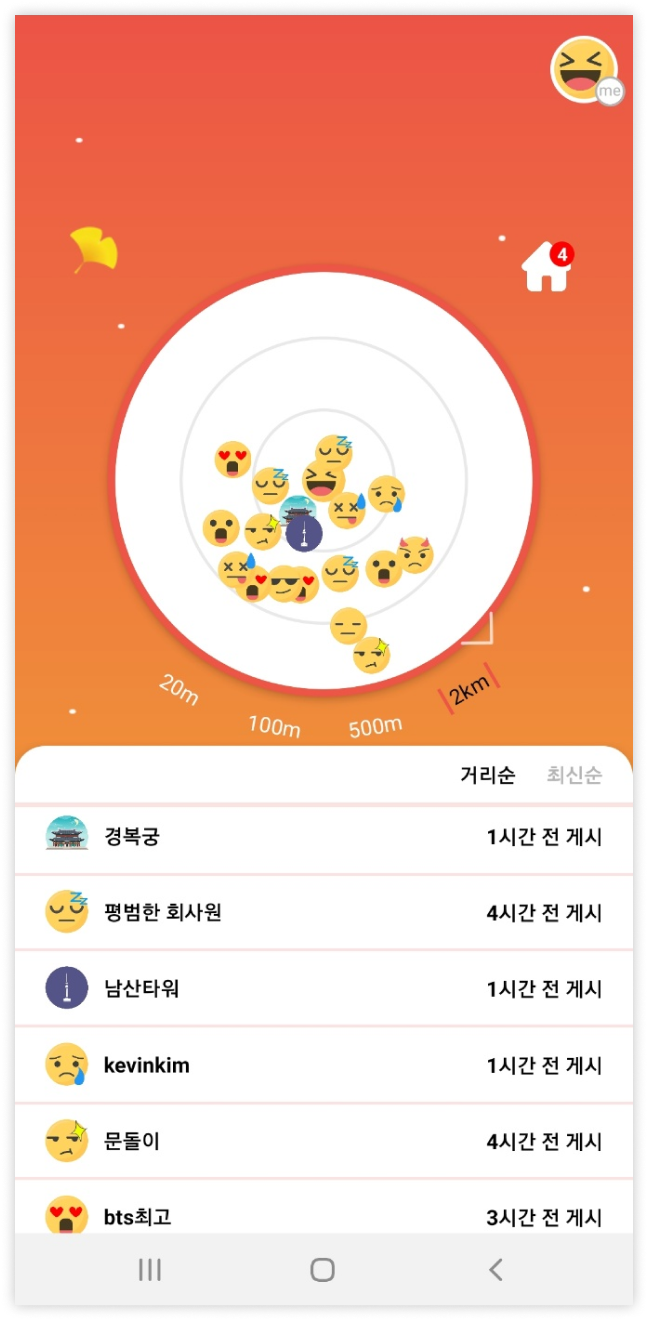 me
4
20m
100m
500m
2km
거리순 최신순
경복궁 1시간 전 게시
평범한 회사원 4시간 전 게시
남산타워 1시간 전 게시
kevinkim 1시간 전 게시
문돌이 4시간 전 게시
bts최고 3시간 전 게시